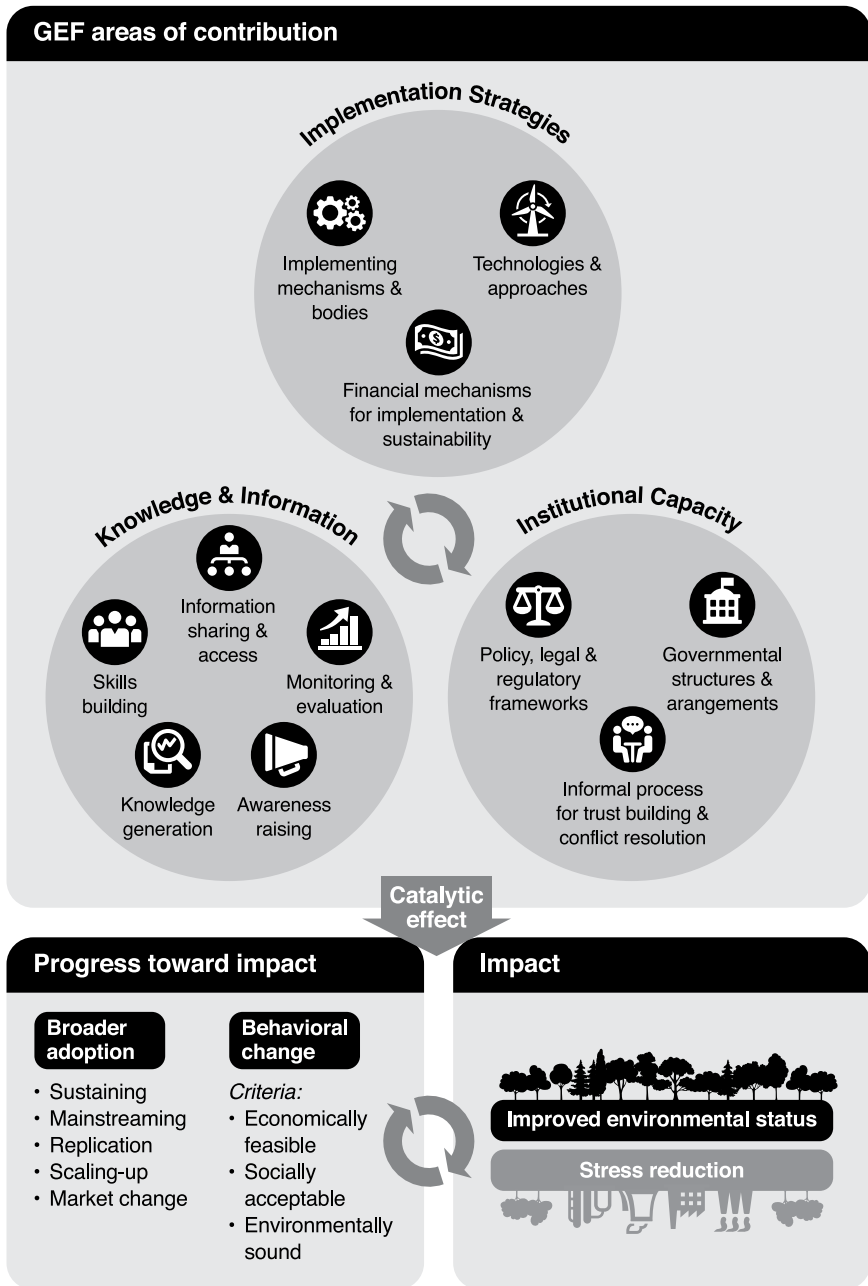 GEF areas of contribution
Implementation Strategies
Implementing
mechanisms &
bodies
Technologies &
approaches
Financial mechanisms
for implementation &
sustainability
Knowledge & Information
Information
sharing &
access
Skills
building
Monitoring &
evaluation
Knowledge
generation
Awareness
raising
Institutional Capacity
Policy, legal &
regulatory
frameworks
Governmental
structures &
arangements
Informal process
for trust building &
conflict resolution
Catalytic
effect
Progress toward impact
Broader
adoption
• Sustaining
• Mainstreaming
• Replication
• Scaling-up
• Market change
Behavioral
change
Criteria:
• Economically
feasible
• Socially
acceptable
• Environmentally
sound
Impact
Improved environmental status
Stress reduction